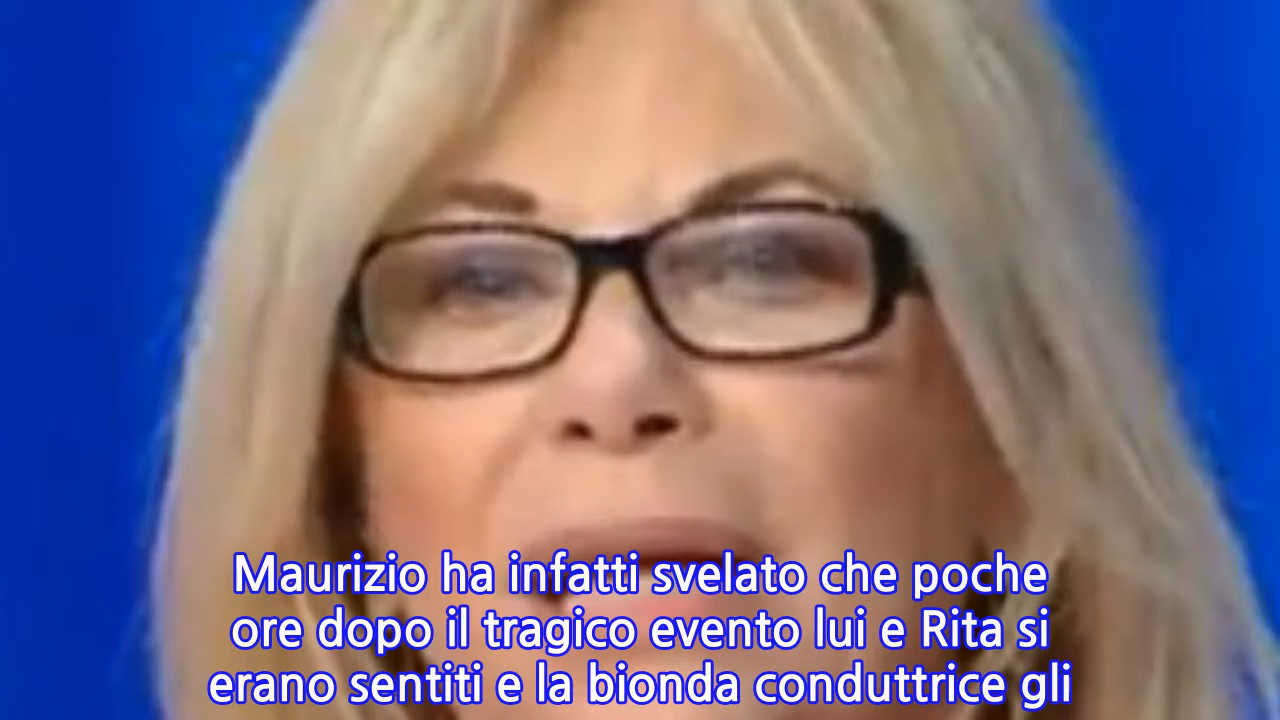 Maurizio ha infatti svelato che poche
ore dopo il tragico evento lui e Rita si
erano sentiti e la bionda conduttrice gli